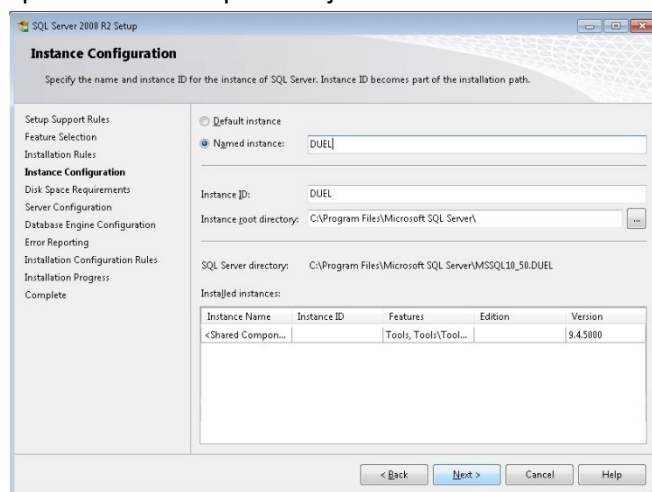 SQL Server 2008 R2 Setup
Instance Configuration
Specify the name and instance ID for the instance of SQL Server. Instance ID becomes part of the installation path.
Setup Support Rules
Feature Selection
Installation Rules
Instance Configuration
Disk Space Requirements
Server Configuration
Database Engine Configuration
Error Reporting
Installation Configuration Rules
Installation Progress
Complete
Default instance
Named instance: DUEL
Instance ID: DUEL
Instance root directory: C:\Program Files\Microsoft SQL Server\ ...
SQL Server directory: C:\Program Files\Microsoft SQL Server\MSSQL10_50.DUEL
Installed instances:
Instance Name Instance ID Features Edition Version
<Shared Compon... Tools, Tools\Tool... 9.4.5000
< Back Next > Cancel Help